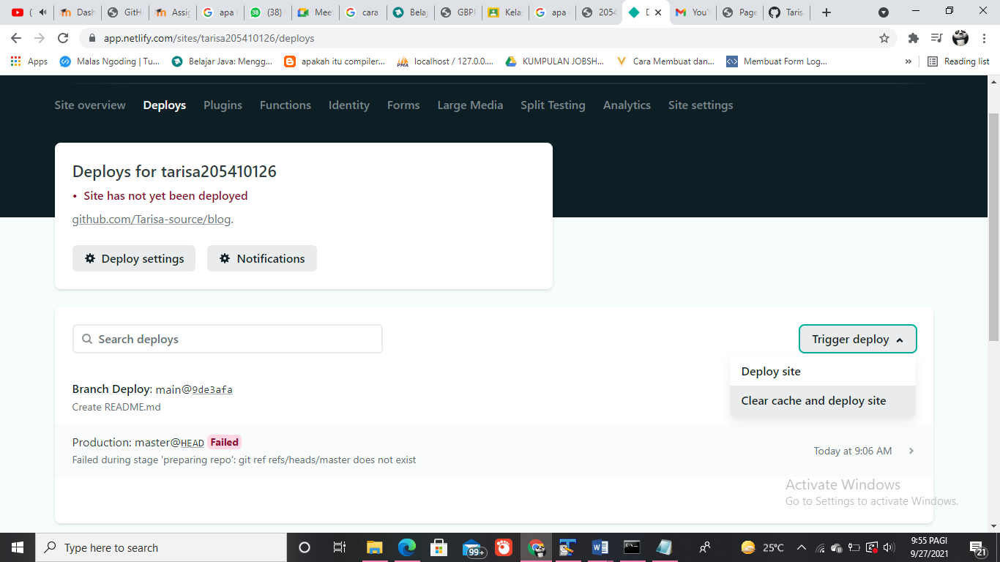 Dash
GitH
Assig
apa i
(38)
Mee
cara
Belaj
GBPI
Kela
apa
2054
You'
Page
Taris
app.netlify.com/sites/tarisa205410126/deploys
Apps
Malas Ngoding | Tu...
Belajar Java: Mengg...
apakah itu compiler...
localhost / 127.0.0....
KUMPULAN JOBSH...
Cara Membuat dan...
Membuat Form Log...
»
Reading list
Site overview
Deploys
Plugins
Functions
Identity
Forms
Large Media
Split Testing
Analytics
Site settings
Deploys for tarisa205410126
• Site has not yet been deployed
github.com/Tarisa-source/blog.
Deploy settings
Notifications
Search deploys
Trigger deploy
Deploy site
Clear cache and deploy site
Branch Deploy: main@9de3afa
Create README.md
Production: master@HEAD Failed
Failed during stage 'preparing repo': git ref refs/heads/master does not exist
Today at 9:06 AM
Activate Windows
Go to Settings to activate Windows.
Type here to search
99+
25°C
9:55 PAGI
9/27/2021
21